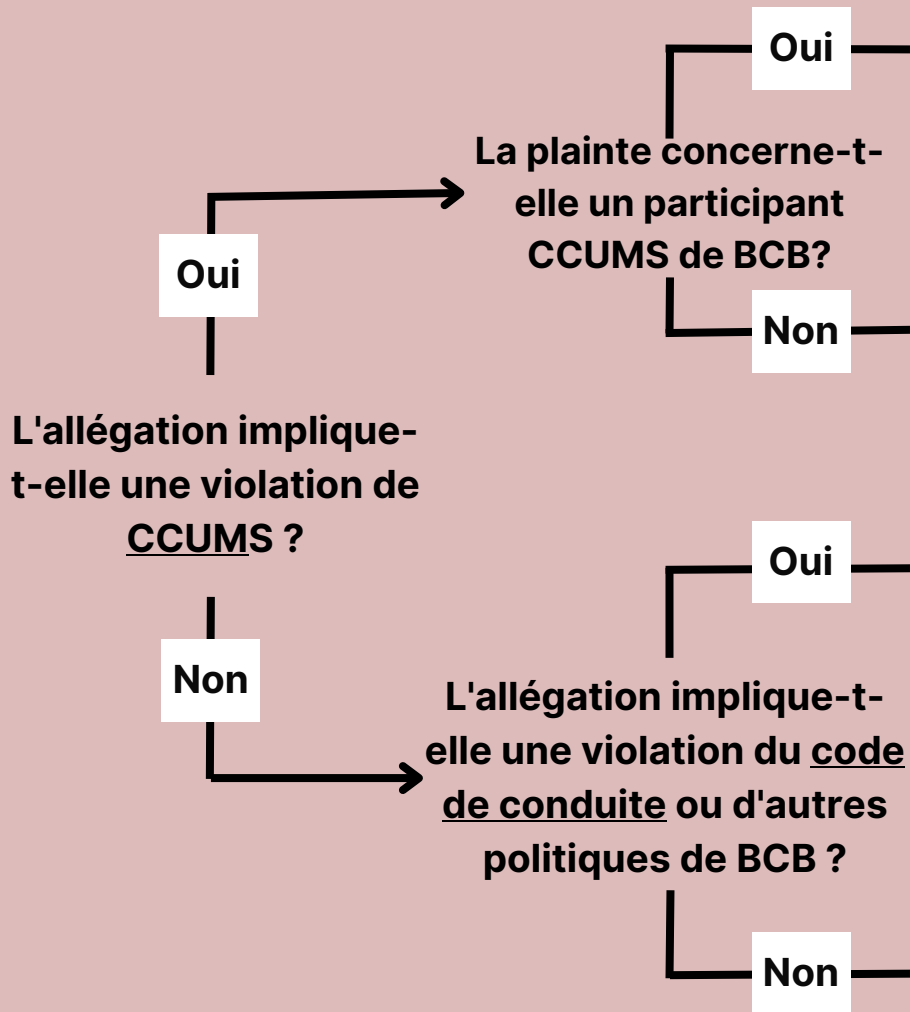 Oui
La plainte concerne-t-
elle un participant
CCUMS de BCB?
Oui
Non
L'allégation implique-
t-elle une violation de
CCUMS ?
Oui
Non
L'allégation implique-t-
elle une violation du code
de conduite ou d'autres
politiques de BCB ?
Non